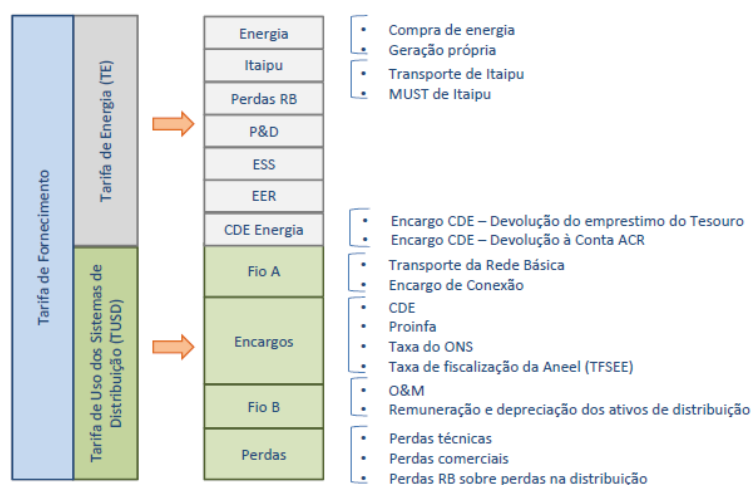 Tarifa de Fornecimento
Tarifa de Energia (TE)
Energia
• Compra de energia
• Geração própria
Itaipu
• Transporte de Itaipu
• MUST de Itaipu
Perdas RB
P&D
ESS
EER
CDE Energia
• Encargo CDE – Devolução do emprestimo do Tesouro
• Encargo CDE – Devolução à Conta ACR
Tarifa de Uso dos Sistemas de
Distribuição (TUSD)
Fio A
• Transporte da Rede Básica
• Encargo de Conexão
Encargos
• CDE
• Proinfa
• Taxa do ONS
• Taxa de fiscalização da Aneel (TFSEE)
Fio B
• O&M
• Remuneração e depreciação dos ativos de distribuição
Perdas
• Perdas técnicas
• Perdas comerciais
• Perdas RB sobre perdas na distribuição